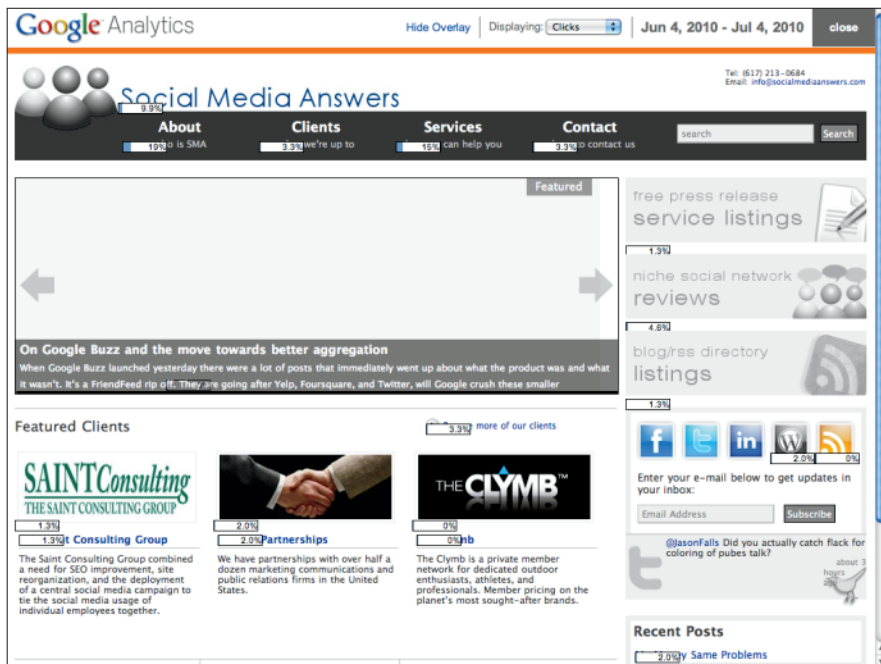 Google Analytics
Hide Overlay Displaying: Clicks Jun 4, 2010 - Jul 4, 2010 close
Tel: (617) 213-0684
Email: info@socialmediaanswers.com
Social Media Answers
9.9%
About Clients Services Contact
19% is SMA 3.3% we're up to 15% can help you 3.3% to contact us
search Search
Featured
free press release
service listings
1.3%
niche social network
reviews
4.6%
blog/rss directory
listings
1.3%
On Google Buzz and the move towards better aggregation
When Google Buzz launched yesterday there were a lot of posts that immediately went up about what the product was and what
it wasn't. It's a FriendFeed rip off. They are going after Yelp, Foursquare, and Twitter, will Google crush these smaller
Featured Clients
3.3% more of our clients
SAINT Consulting
THE SAINT CONSULTING GROUP
THE CLYMB™
1.3% 2.0% 0%
1.3% Consulting Group
2.0% Partnerships
0%
The Saint Consulting Group combined
a need for SEO improvement, site
reorganization, and the deployment
of a central social media campaign to
tie the social media usage of
individual employees together.
We have partnerships with over half a
dozen marketing communications and
public relations firms in the United
States.
The Clymb is a private member
network for dedicated outdoor
enthusiasts, athletes, and
professionals. Member pricing on the
planet's most sought-after brands.
f t in W
2.0% 0%
Enter your e-mail below to get updates in
your inbox:
Email Address Subscribe
@JasonFalls Did you actually catch flack for
coloring of pubes talk?
about 3
hours
Recent Posts
2.0% Same Problems